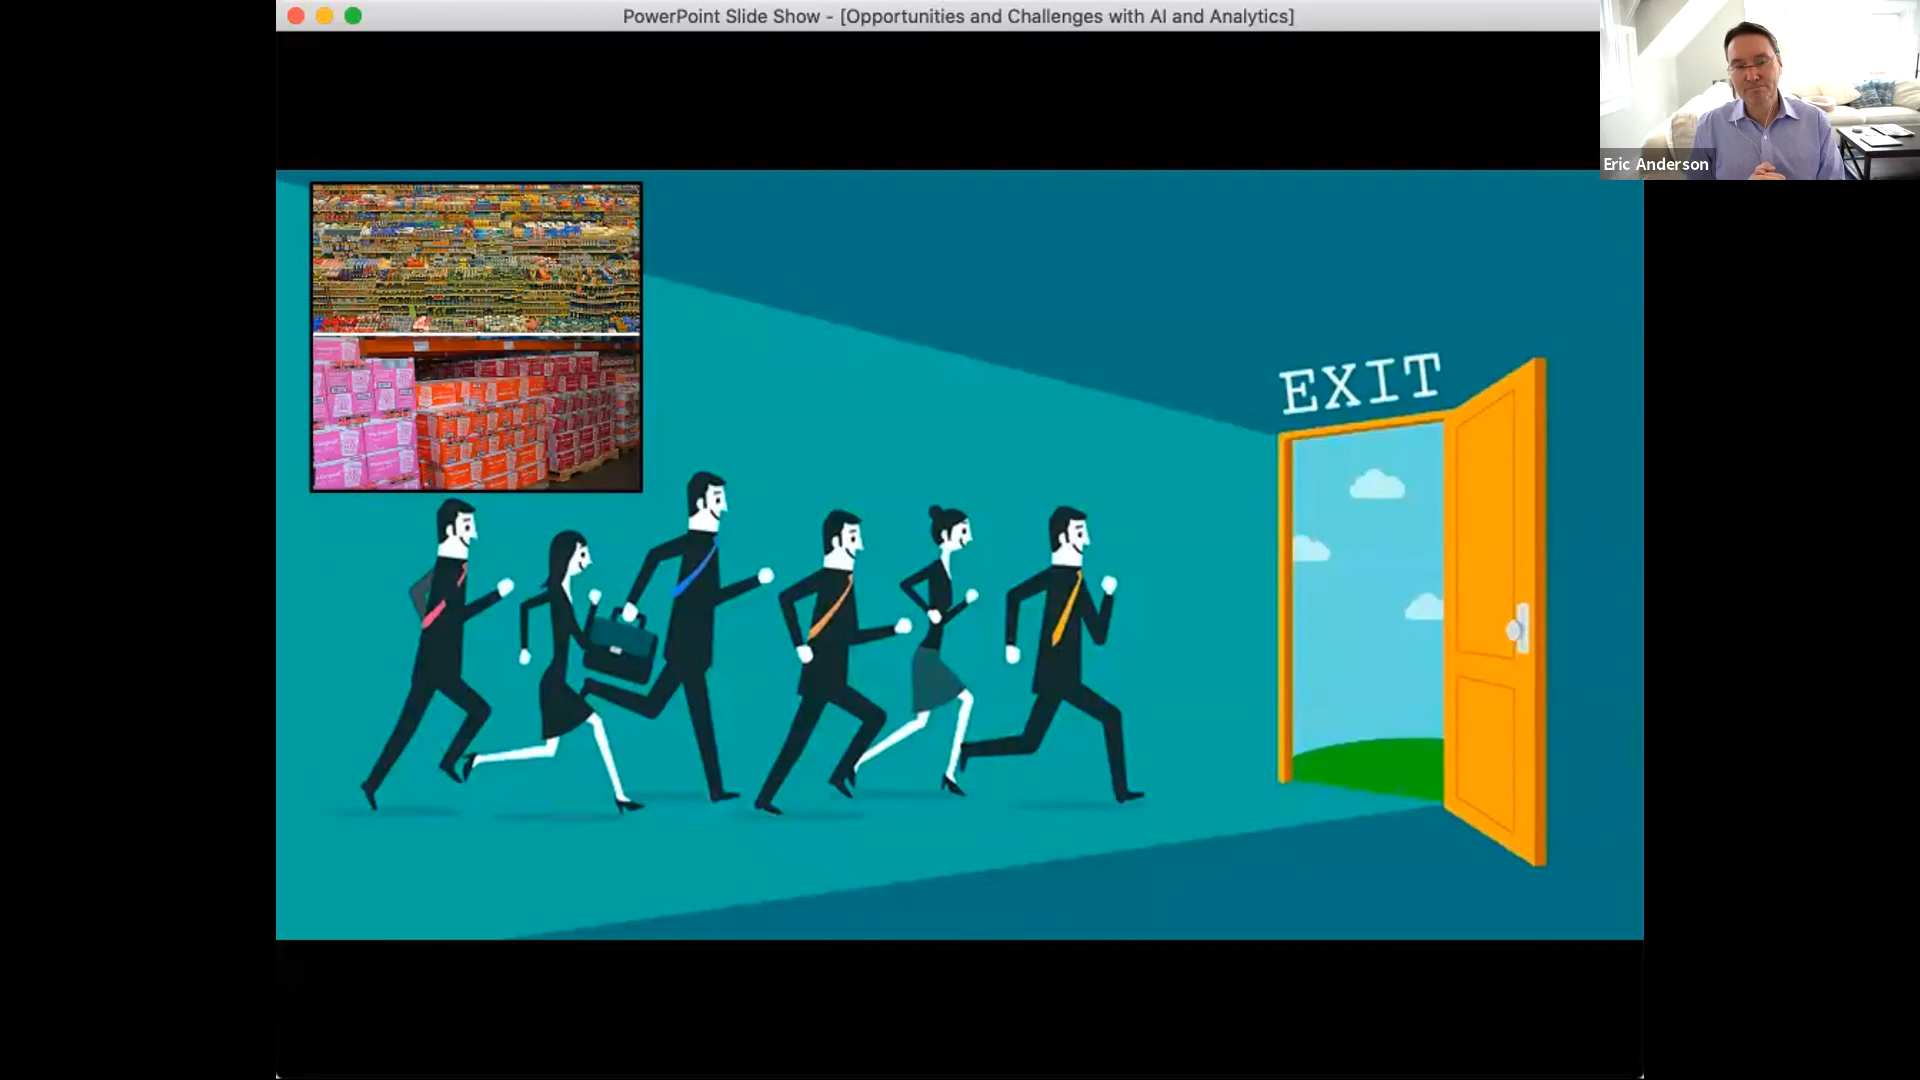 PowerPoint Slide Show - [Opportunities and Challenges with AI and Analytics]
Eric Anderson
EXIT